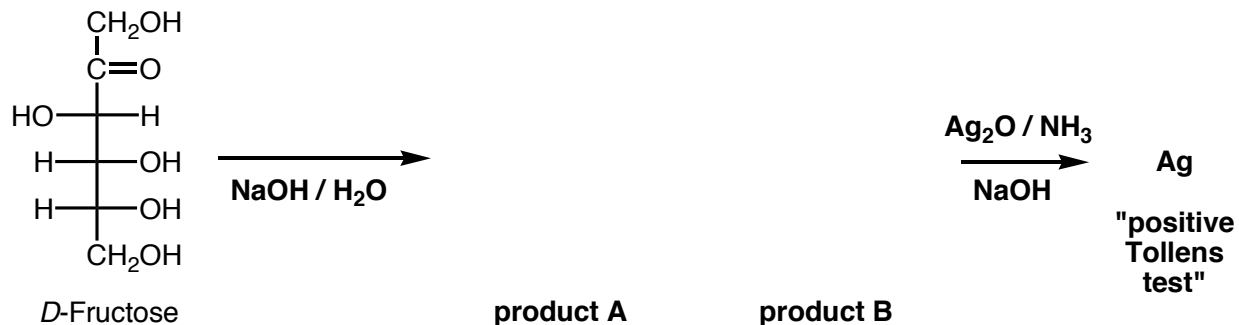 CH₂OH
C=O
HO H
H OH
H OH
CH₂OH
D-Fructose
NaOH / H₂O
product A
product B
Ag₂O / NH₃
NaOH
Ag
"positive
Tollens
test"